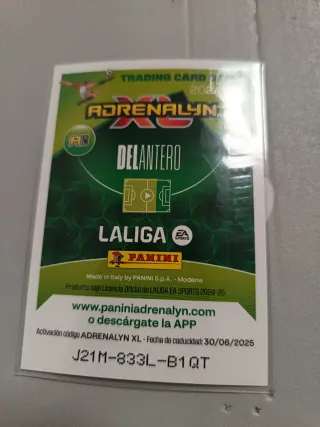 TRADING CARD GAME
ADRENALYN
XL
DELANTERO
LALIGA EA SPORTS
PANINI
Made in Italy by PANINI S.p.A. - Modena
Producto bajo Licencia Oficial de LALIGA EA SPORTS 2024-25
www.paniniadrenalyn.com
o descárgate la APP
Activación código ADRENALYN XL - Fecha de caducidad: 30/06/2025
J21M-833L-B1QT